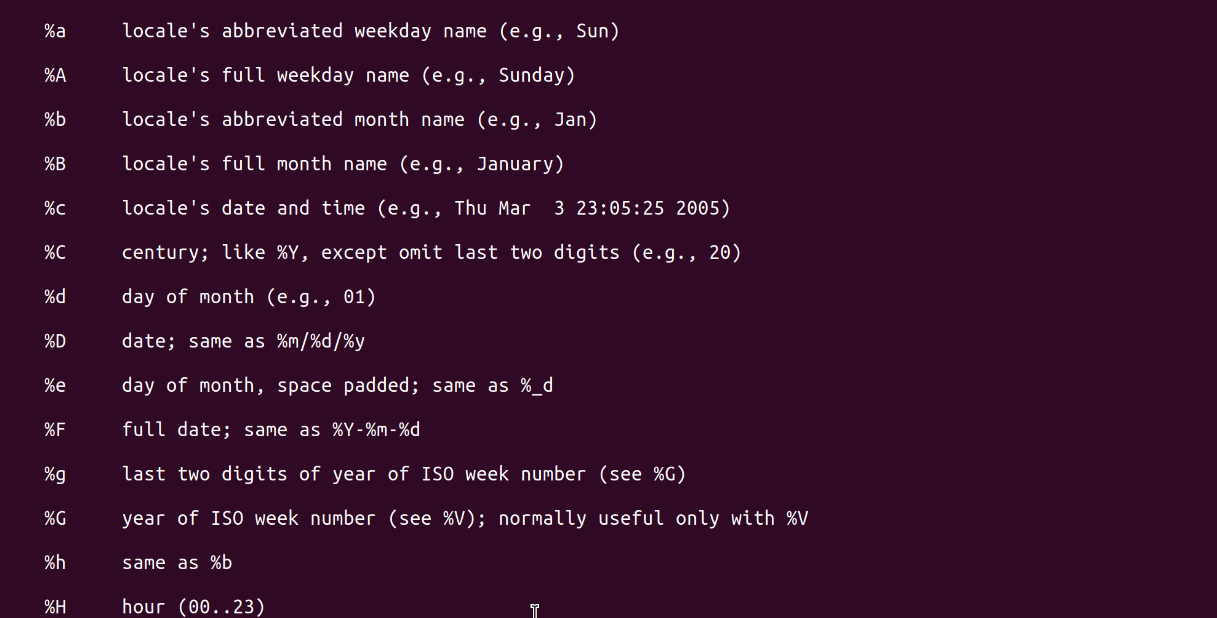 %a     locale's abbreviated weekday name (e.g., Sun)
%A     locale's full weekday name (e.g., Sunday)
%b     locale's abbreviated month name (e.g., Jan)
%B     locale's full month name (e.g., January)
%c     locale's date and time (e.g., Thu Mar  3 23:05:25 2005)
%C     century; like %Y, except omit last two digits (e.g., 20)
%d     day of month (e.g., 01)
%D     date; same as %m/%d/%y
%e     day of month, space padded; same as %_d
%F     full date; same as %Y-%m-%d
%g     last two digits of year of ISO week number (see %G)
%G     year of ISO week number (see %V); normally useful only with %V
%h     same as %b
%H     hour (00..23)